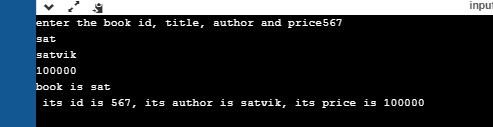 input
enter the book id, title, author and price567
sat
satvik
100000
book is sat
its id is 567, its author is satvik, its price is 100000